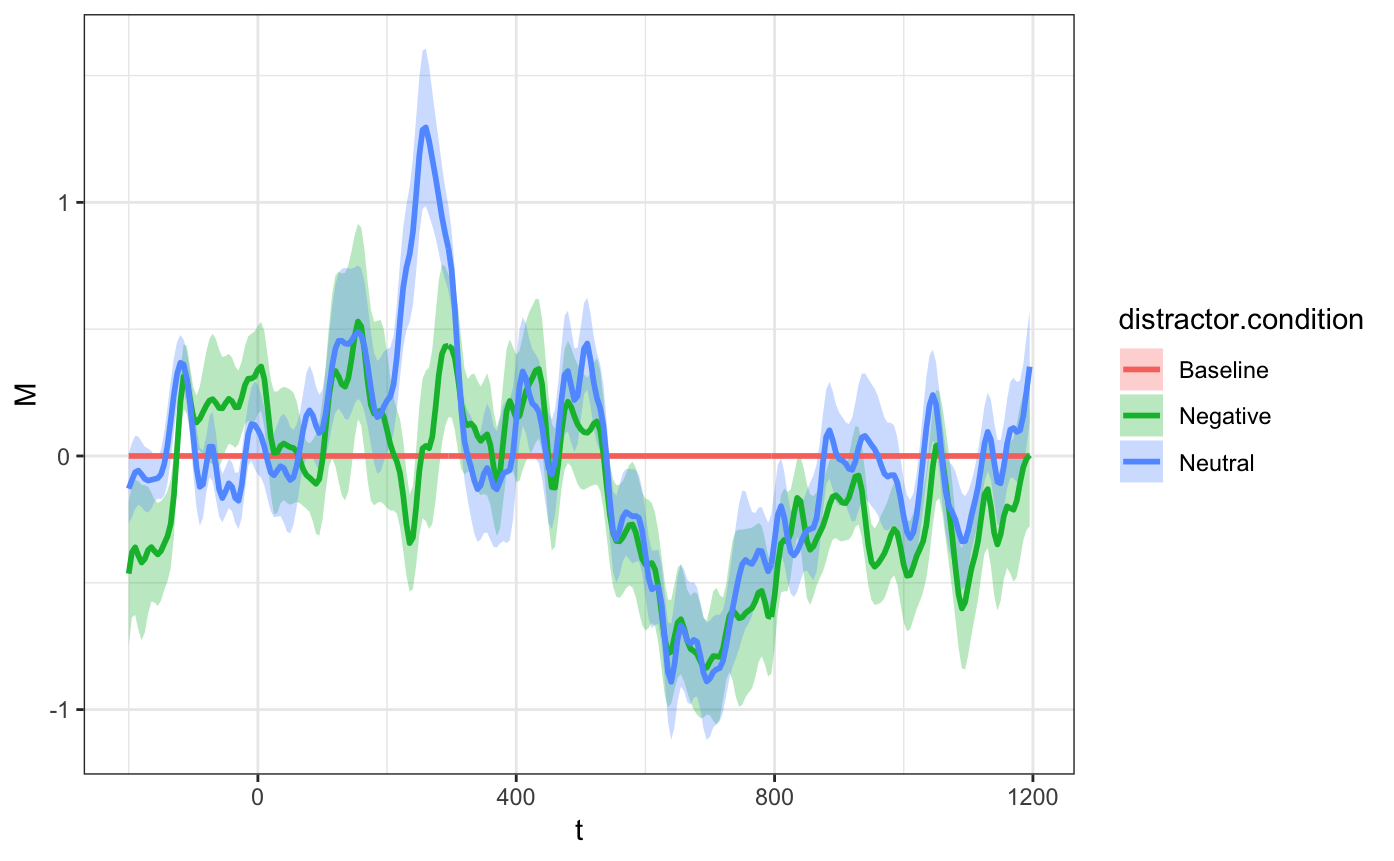 M
1
0
-1
0
400
800
1200
t
distractor.condition
Baseline
Negative
Neutral